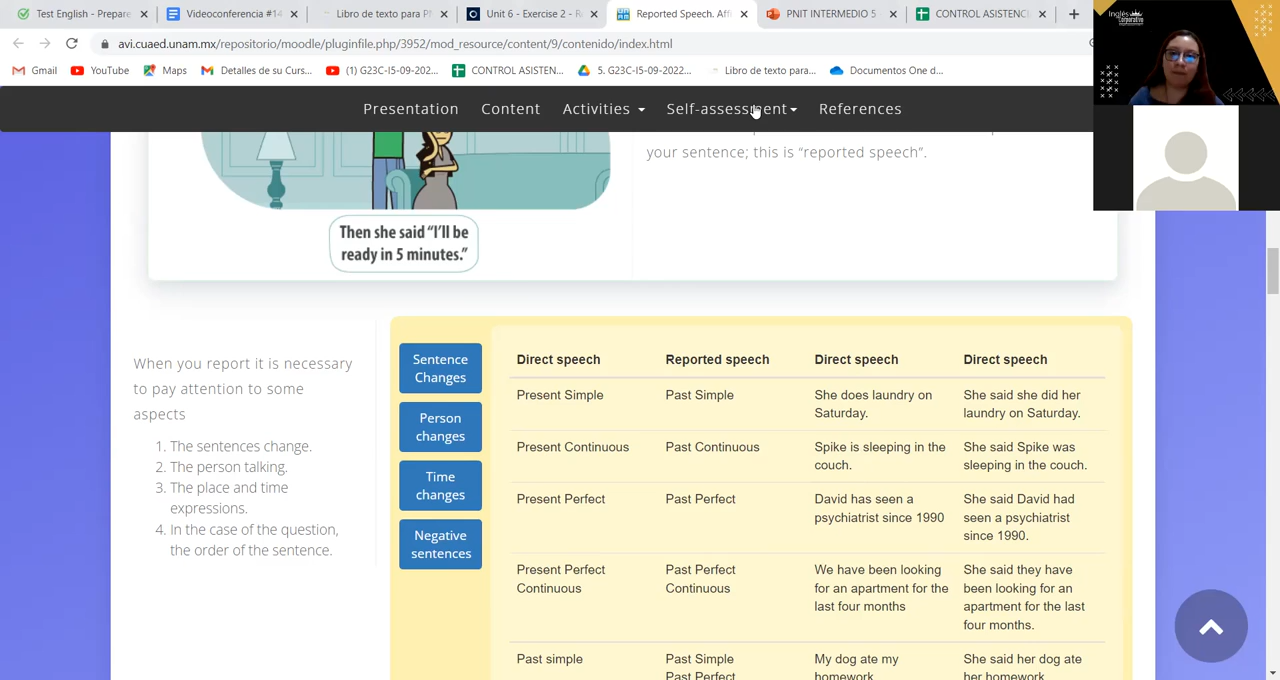 Test English - Prepare
Videoconferencia #14
Libro de texto para PI
Unit 6 - Exercise 2 - R
Reported Speech. Aff
PNIT INTERMEDIO 5
CONTROL ASISTENCI
avi.cuaed.unam.mx/repositorio/moodle/pluginfile.php/3952/mod_resource/content/9/contenido/index.html
Gmail
YouTube
Maps
Detalles de su Curs...
(1) G23C-I5-09-202...
CONTROL ASISTEN...
5. G23C-I5-09-2022...
Libro de texto para...
Documentos One d...
Inglés
Corporativo
Presentation
Content
Activities
Self-assessment
References
your sentence; this is “reported speech”.
Then she said “I’ll be
ready in 5 minutes.”
When you report it is necessary
to pay attention to some
aspects
1. The sentences change.
2. The person talking.
3. The place and time
expressions.
4. In the case of the question,
the order of the sentence.
Sentence
Changes
Person
changes
Time
changes
Negative
sentences
Direct speech
Reported speech
Direct speech
Direct speech
Present Simple
Past Simple
She does laundry on
Saturday.
She said she did her
laundry on Saturday.
Present Continuous
Past Continuous
Spike is sleeping in the
couch.
She said Spike was
sleeping in the couch.
Present Perfect
Past Perfect
David has seen a
psychiatrist since 1990
She said David had
seen a psychiatrist
since 1990.
Present Perfect
Continuous
Past Perfect
Continuous
We have been looking
for an apartment for the
last four months
She said they have
been looking for an
apartment for the last
four months.
Past simple
Past Simple
Past Perfect
My dog ate my
homework
She said her dog ate
her homework